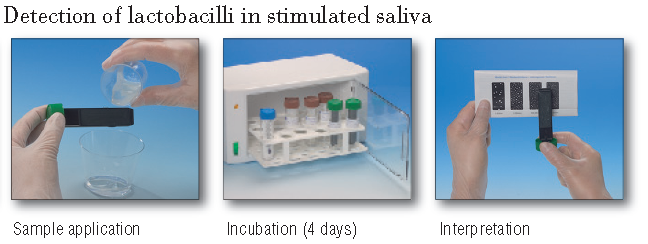 Detection of lactobacilli in stimulated saliva
Sample application
Incubation (4 days)
Interpretation